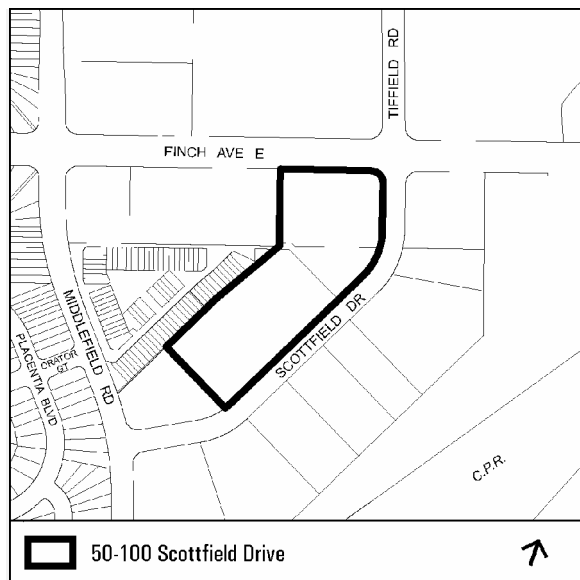 TIFFIELD RD
FINCH AVE E
MIDDLEFIELD RD
SCOTTFIELD DR
PLACENTIA BLVD
CRATOR
GT
C.P.R.
50-100 Scottfield Drive